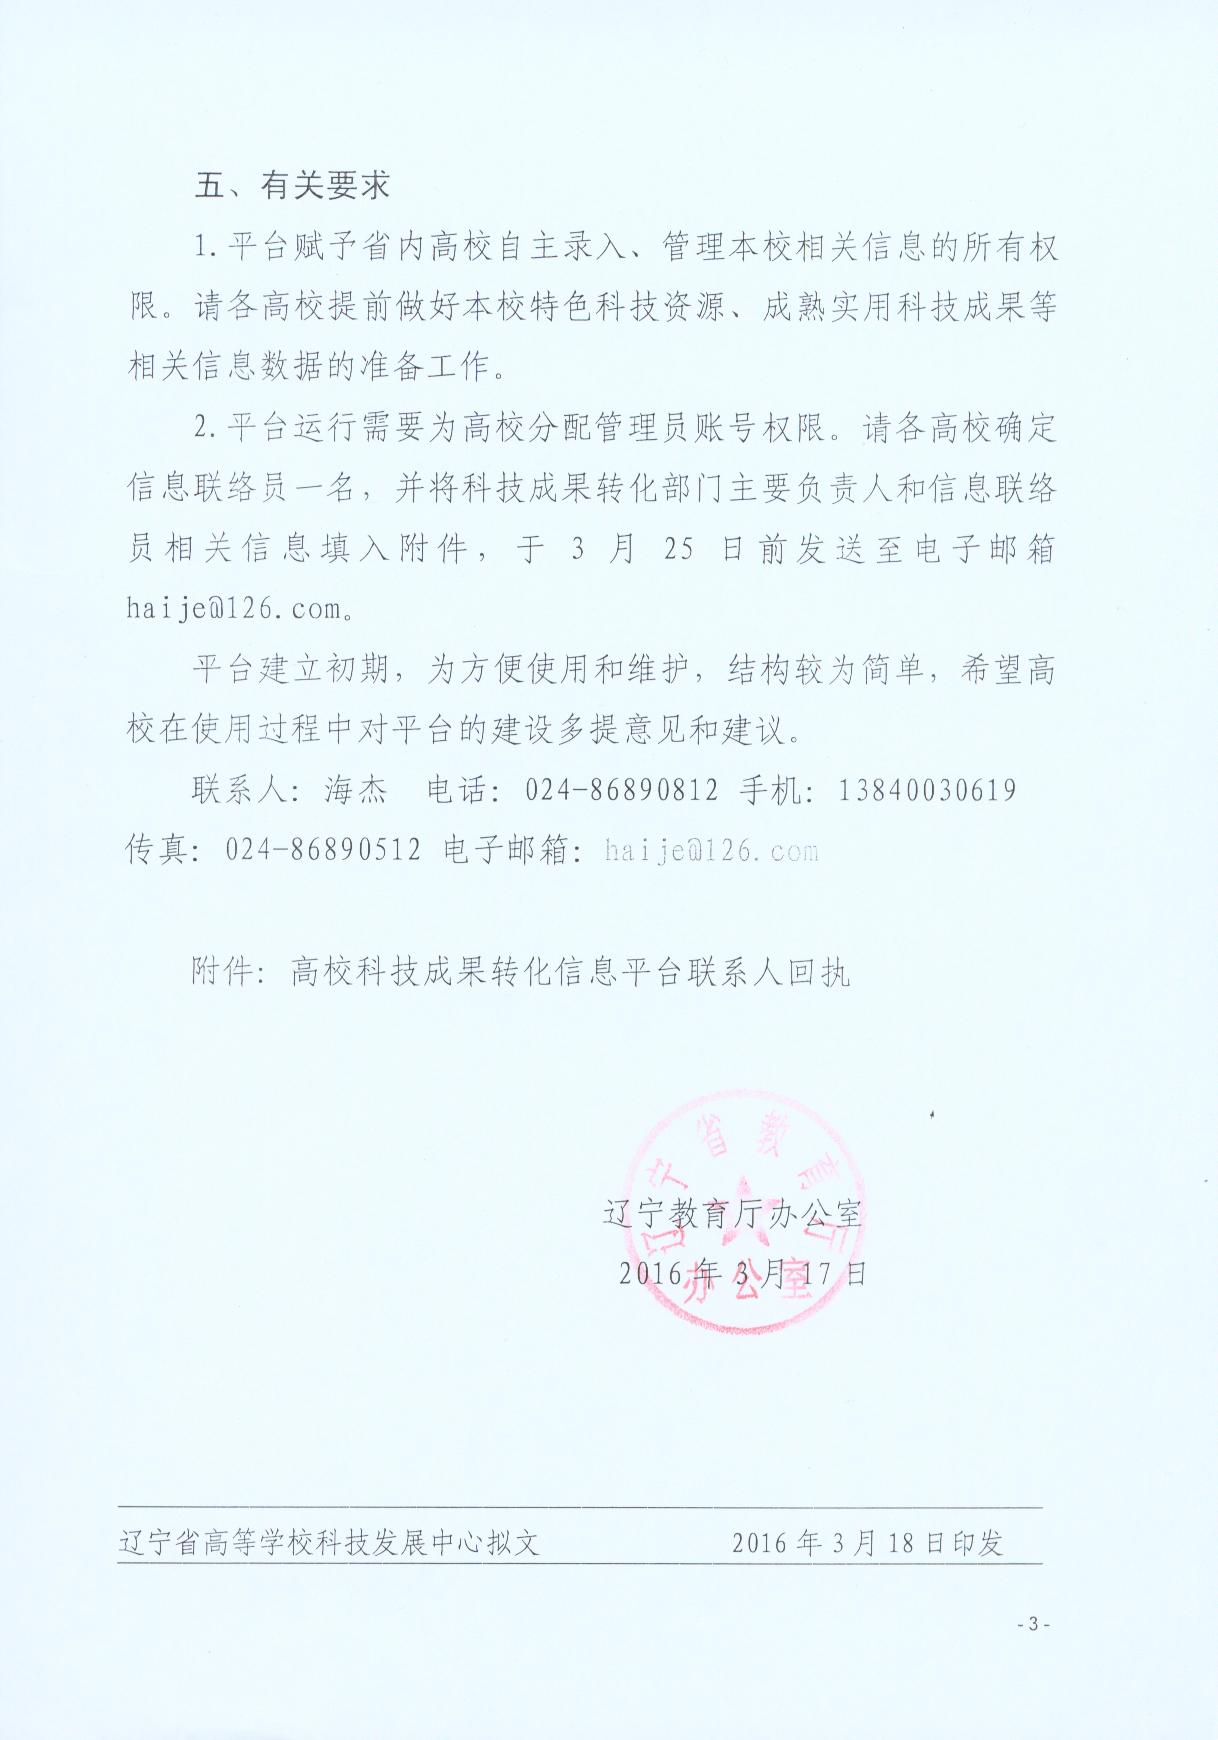 五、有关要求
1.平台赋予省内高校自主录入、管理本校相关信息的所有权
限。请各高校提前做好本校特色科技资源、成熟实用科技成果等
相关信息数据的准备工作。
2.平台运行需要为高校分配管理员账号权限。请各高校确定
信息联络员一名，并将科技成果转化部门主要负责人和信息联络
员相关信息填入附件，于 3 月 25 日前发送至电子邮箱
haije@126.com。
平台建立初期，为方便使用和维护，结构较为简单，希望高
校在使用过程中对平台的建设多提意见和建议。
联系人：海杰 电话：024-86890812 手机：13840030619
传真：024-86890512 电子邮箱：haije@126.com
附件：高校科技成果转化信息平台联系人回执
辽宁省教育厅
辽宁教育厅办公室
2016 年 3 月 17 日
办公室
辽宁省高等学校科技发展中心拟文 2016 年 3 月 18 日印发
- 3 -